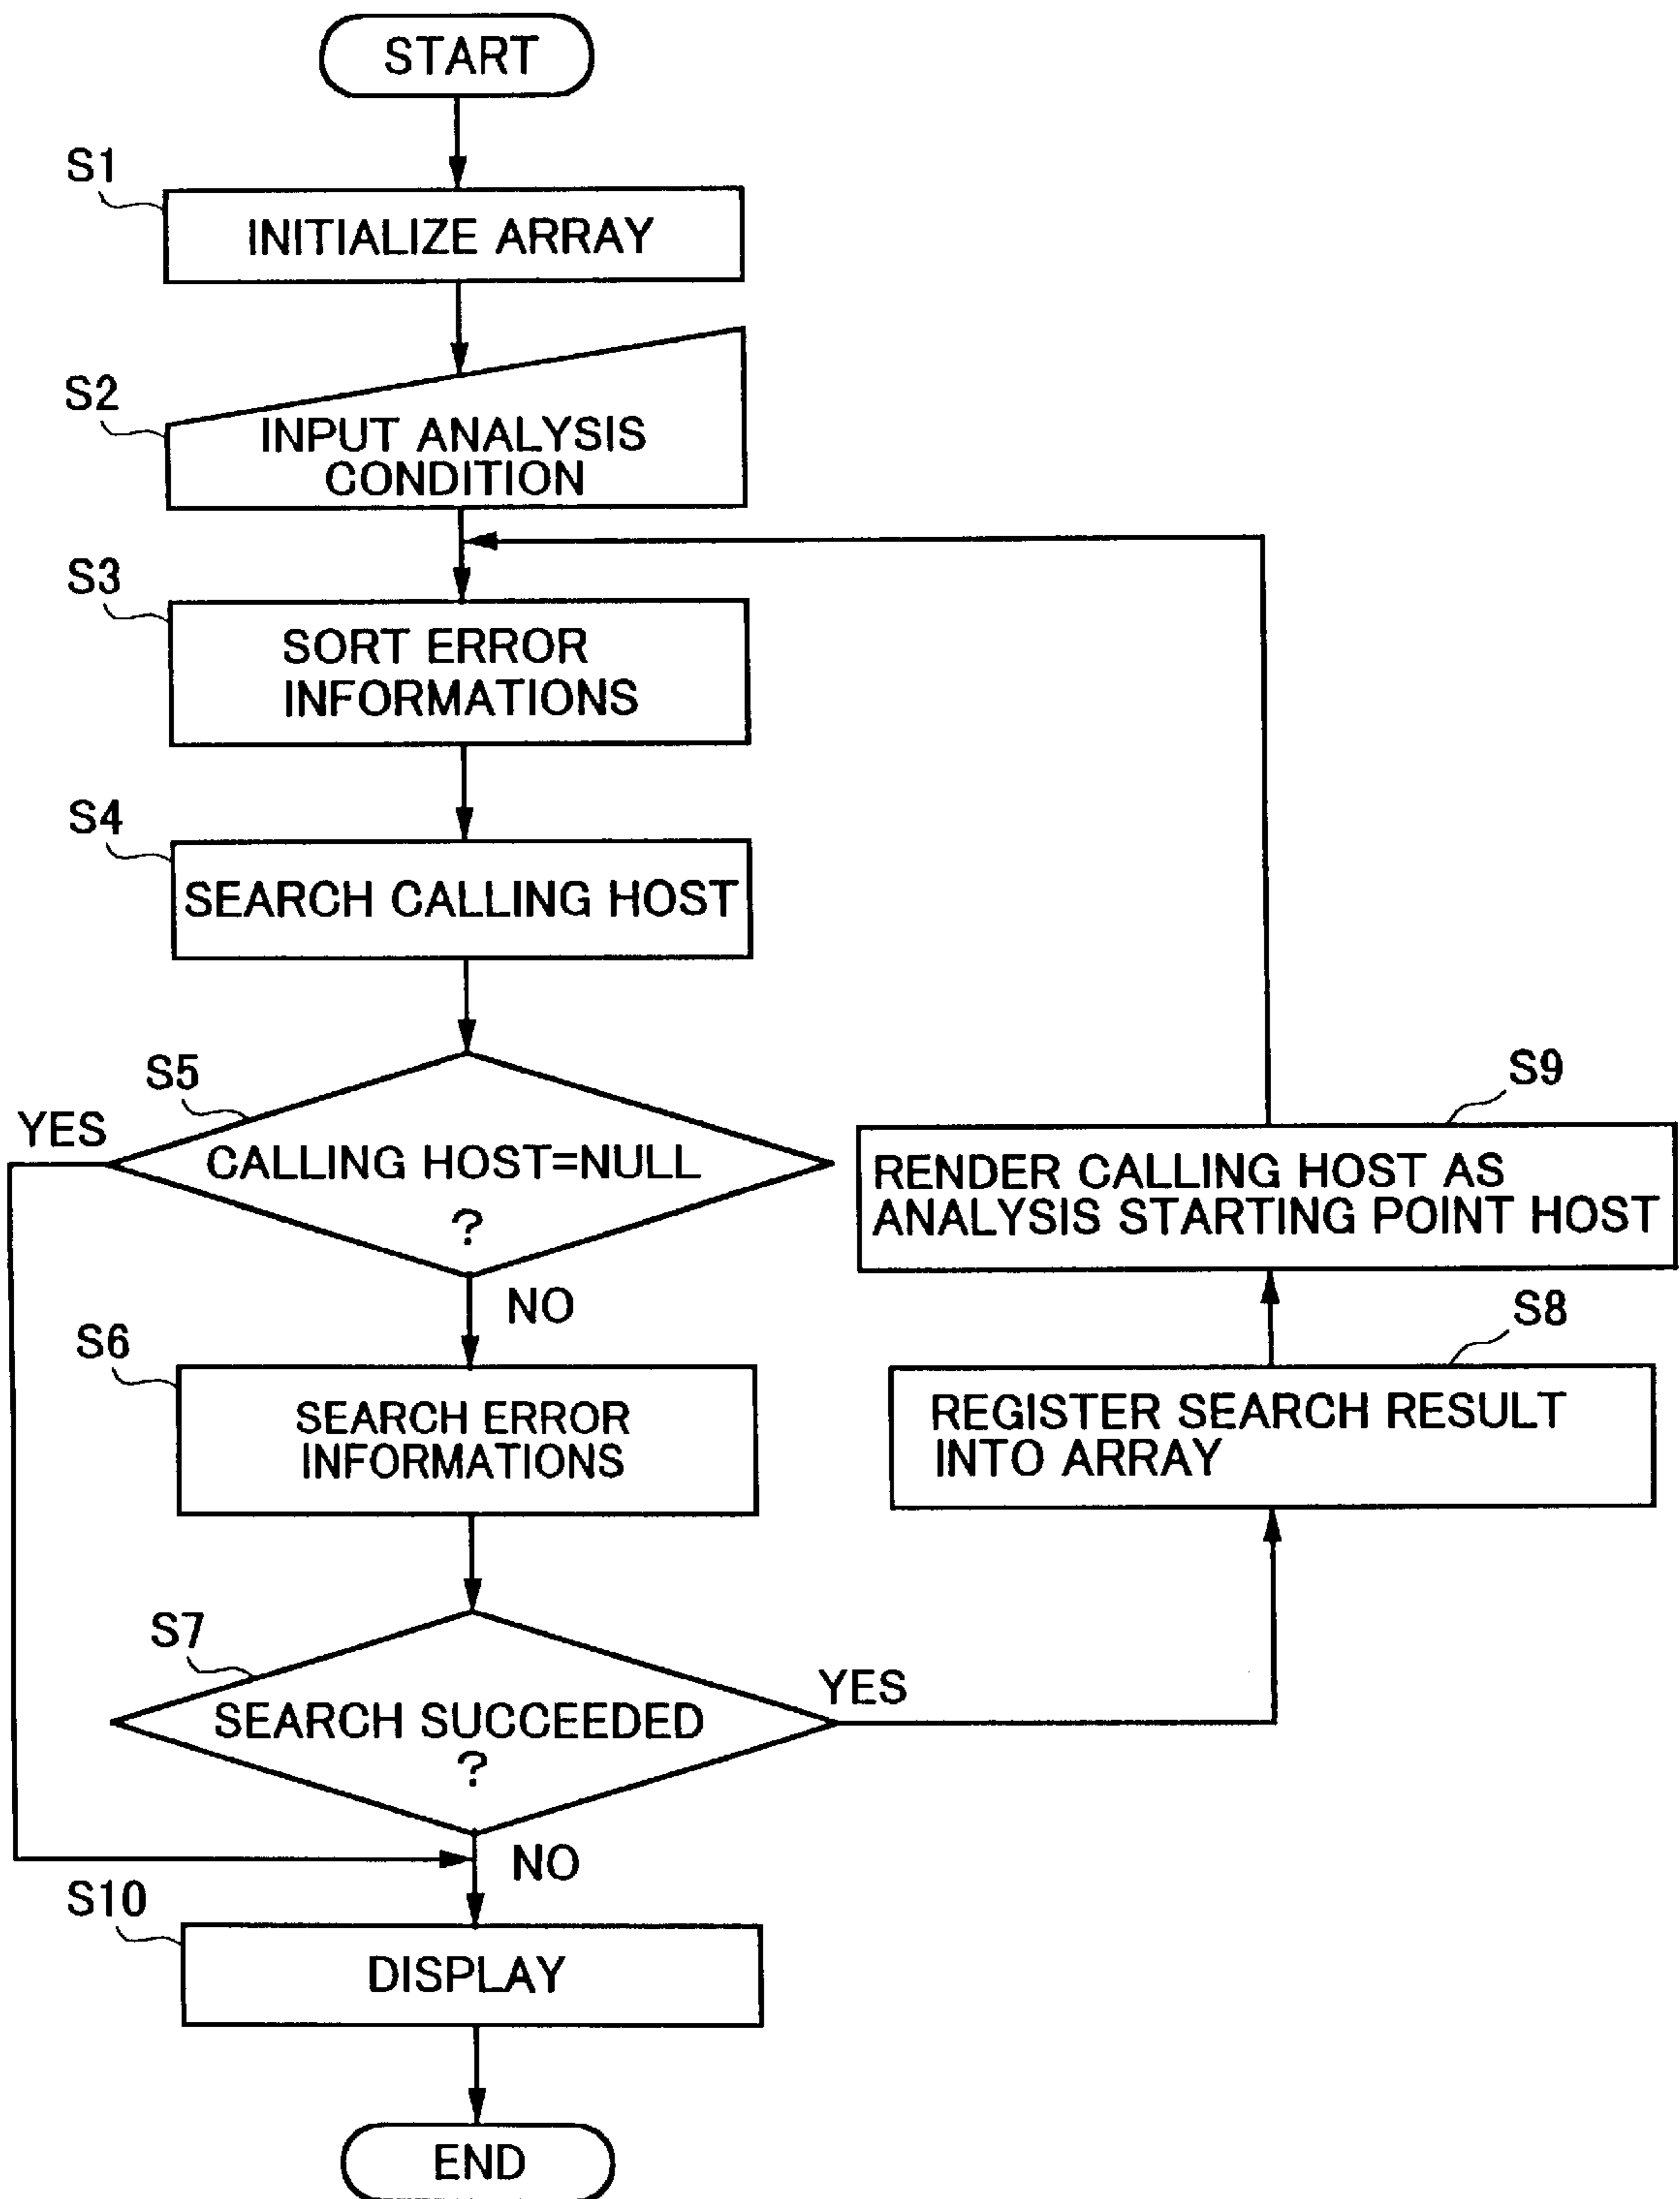 START
S1
INITIALIZE ARRAY
S2
INPUT ANALYSIS
CONDITION
S3
SORT ERROR
INFORMATIONS
S4
SEARCH CALLING HOST
S5
YES
CALLING HOST=NULL
?
NO
S6
SEARCH ERROR
INFORMATIONS
S7
SEARCH SUCCEEDED
?
YES
NO
S9
RENDER CALLING HOST AS
ANALYSIS STARTING POINT HOST
S8
REGISTER SEARCH RESULT
INTO ARRAY
S10
DISPLAY
END